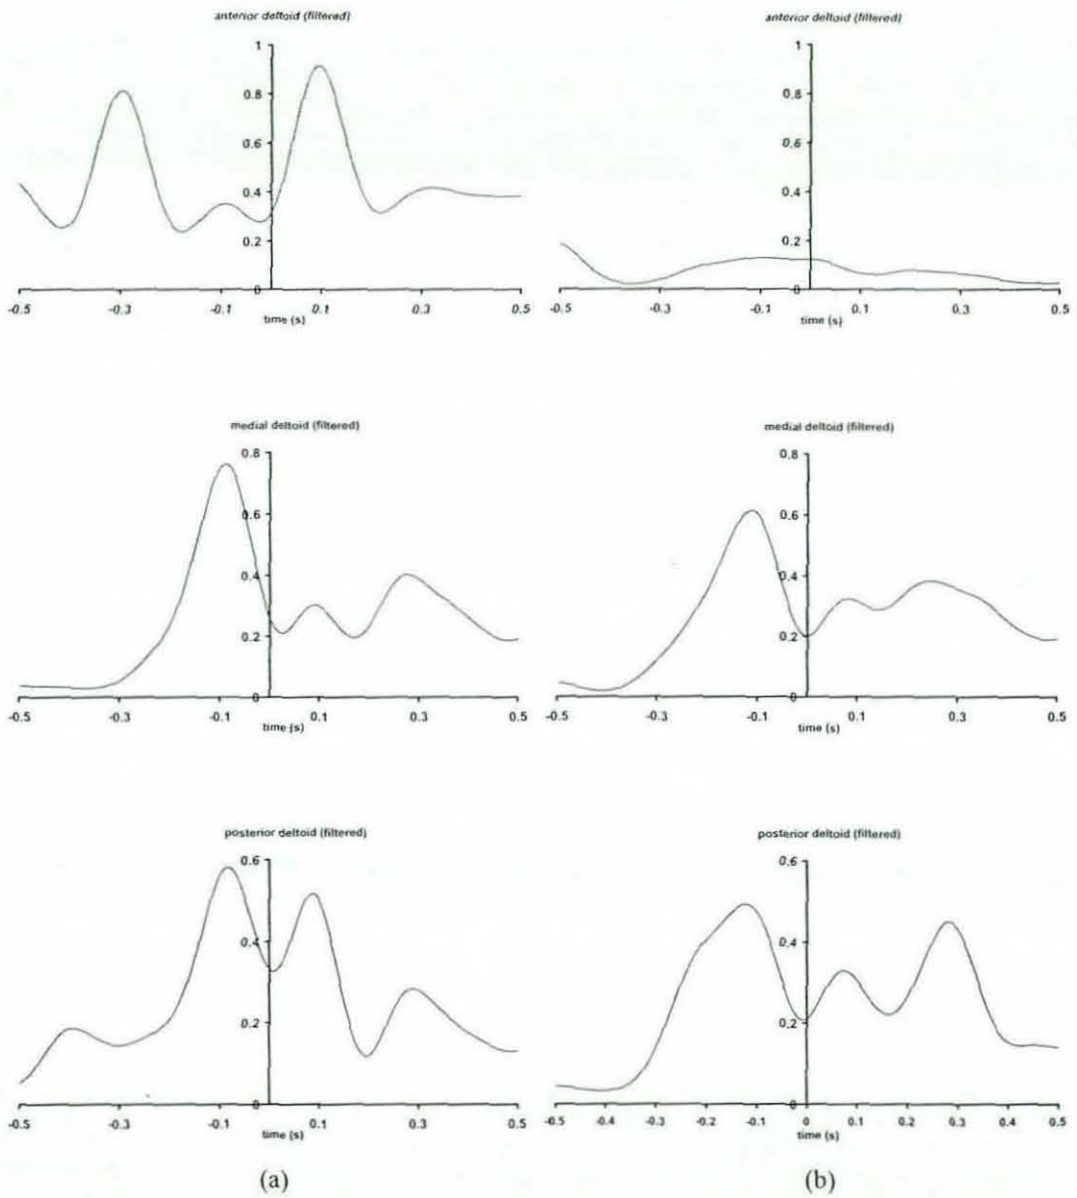 anterior deltoid (filtered)
1
0.8
0.6
0.4
0.2
0
-0.5 -0.3 -0.1 0.1 0.3 0.5
time (s)
anterior deltoid (filtered)
1
0.8
0.6
0.4
0.2
0
-0.5 -0.3 -0.1 0.1 0.3 0.5
time (s)
medial deltoid (filtered)
0.8
0.6
0.4
0.2
0
-0.5 -0.3 -0.1 0.1 0.3 0.5
time (s)
medial deltoid (filtered)
0.8
0.6
0.4
0.2
0
-0.5 -0.3 -0.1 0.1 0.3 0.5
time (s)
posterior deltoid (filtered)
0.6
0.4
0.2
0
-0.5 -0.3 -0.1 0.1 0.3 0.5
time (s)
posterior deltoid (filtered)
0.6
0.4
0.2
0
-0.5 -0.4 -0.3 -0.2 -0.1 0 0.1 0.2 0.3 0.4 0.5
time (s)
(a)
(b)